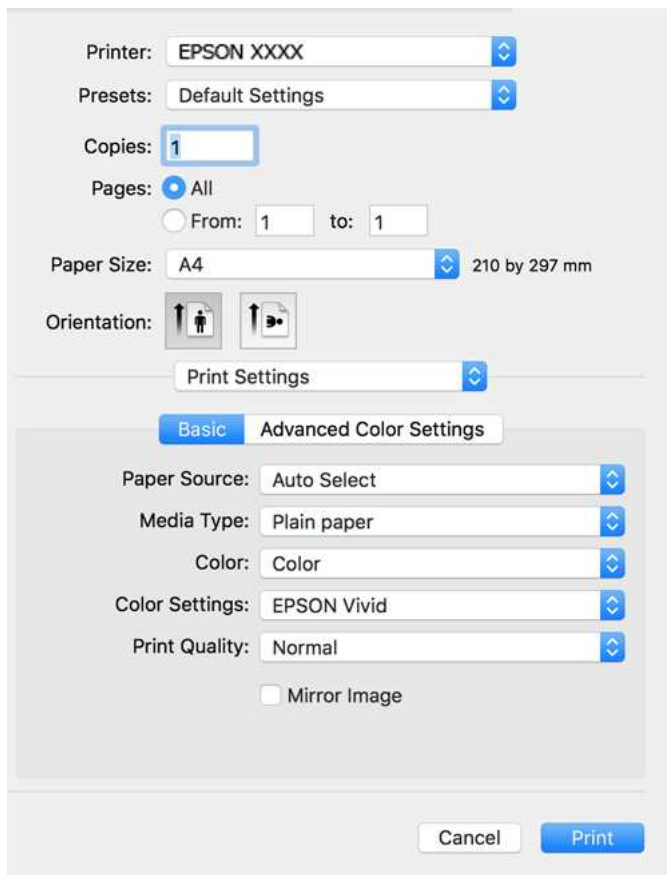 Printer: EPSON XXXX
Presets: Default Settings
Copies: 1
Pages: All
From: 1 to: 1
Paper Size: A4 210 by 297 mm
Orientation:
Print Settings
Basic Advanced Color Settings
Paper Source: Auto Select
Media Type: Plain paper
Color: Color
Color Settings: EPSON Vivid
Print Quality: Normal
Mirror Image
Cancel Print